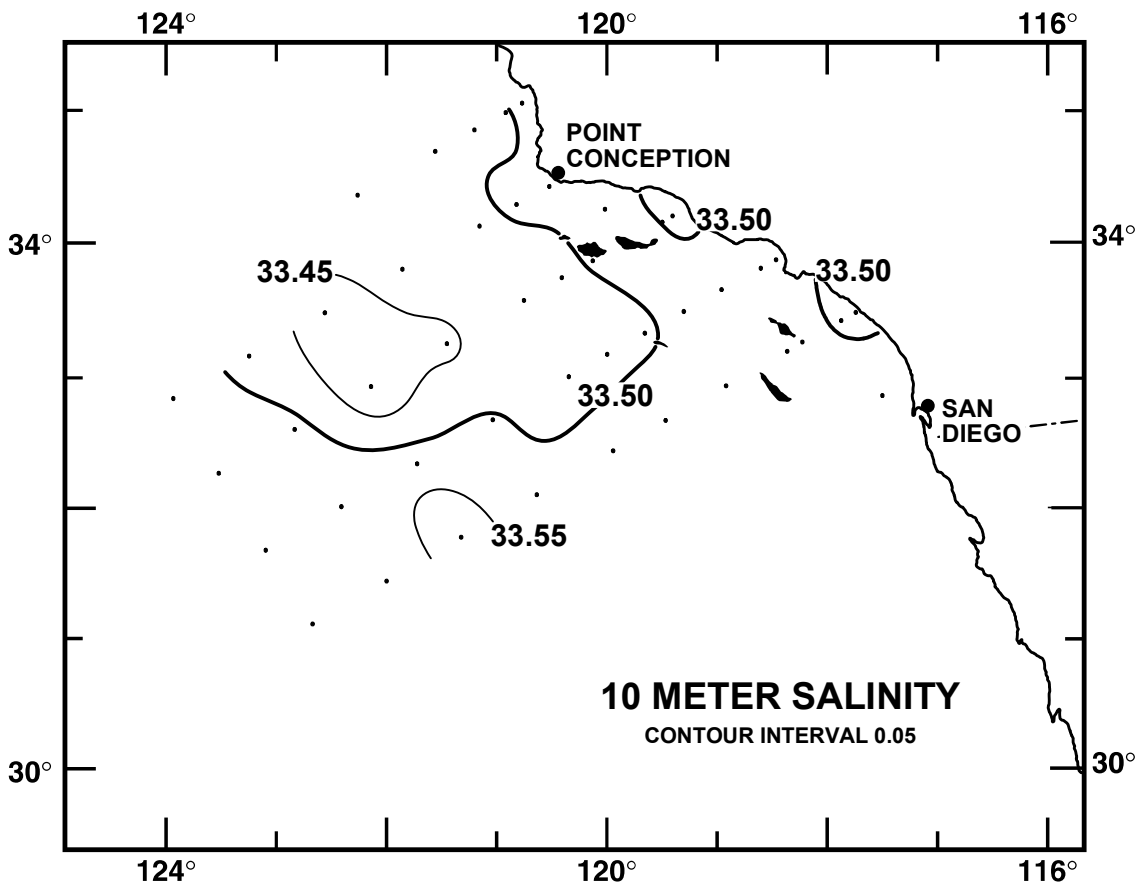 124° 120° 116°
POINT
CONCEPTION
33.50
34° 34°
33.45 33.50
33.50
SAN
DIEGO
33.55
10 METER SALINITY
CONTOUR INTERVAL 0.05
30° 30°
124° 120° 116°